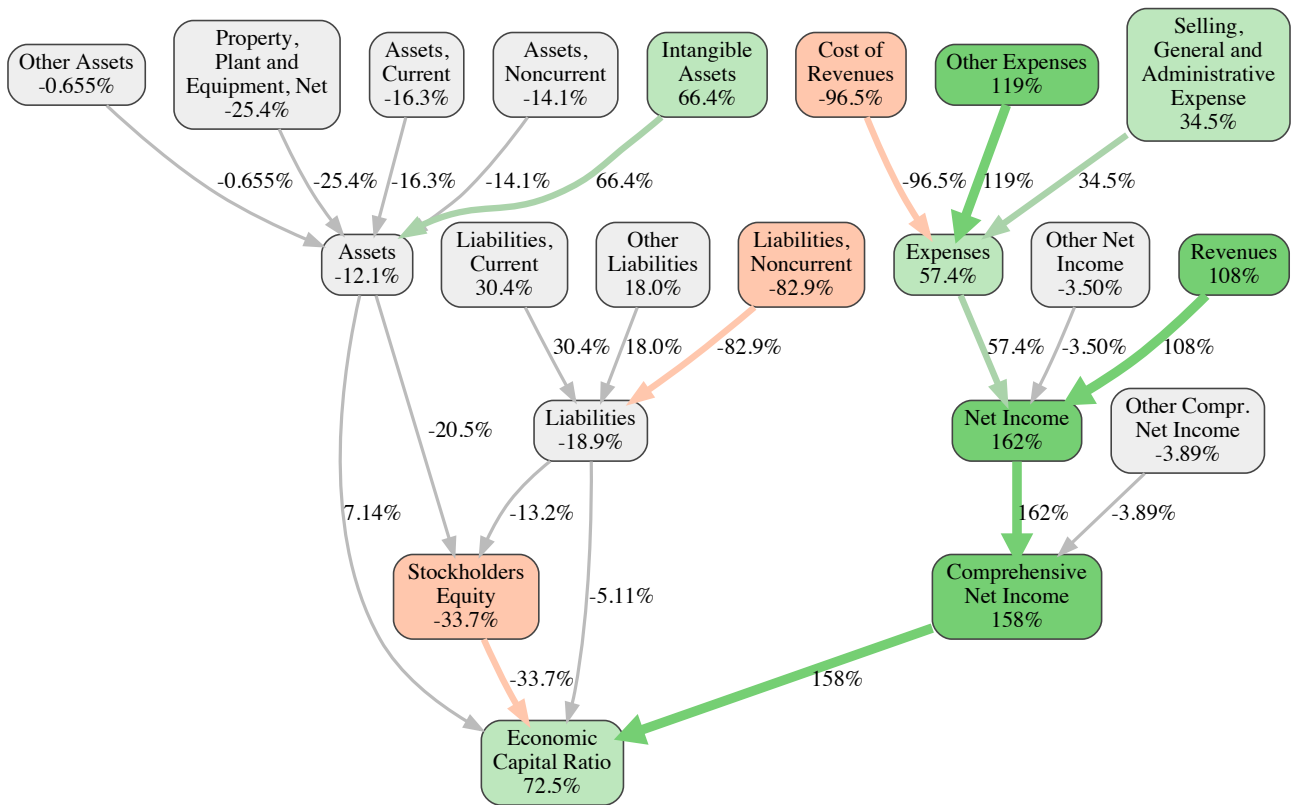 Other Assets
-0.655%
Property,
Plant and
Equipment, Net
-25.4%
Assets,
Current
-16.3%
Assets,
Noncurrent
-14.1%
Intangible
Assets
66.4%
Cost of
Revenues
-96.5%
Other Expenses
119%
Selling,
General and
Administrative
Expense
34.5%
-0.655%
-25.4%
-16.3%
-14.1%
66.4%
-96.5%
119%
34.5%
Assets
-12.1%
Liabilities,
Current
30.4%
Other
Liabilities
18.0%
Liabilities,
Noncurrent
-82.9%
Expenses
57.4%
Other Net
Income
-3.50%
Revenues
108%
30.4%
18.0%
-82.9%
57.4%
-3.50%
108%
-20.5%
Liabilities
-18.9%
Net Income
162%
Other Compr.
Net Income
-3.89%
7.14%
-13.2%
162%
-3.89%
Stockholders
Equity
-33.7%
-5.11%
Comprehensive
Net Income
158%
-33.7%
158%
Economic
Capital Ratio
72.5%